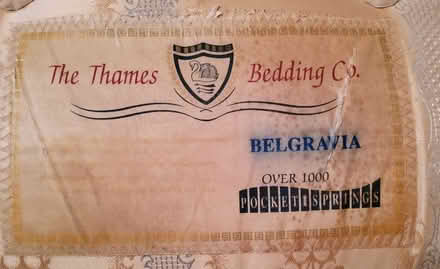 The Thames Bedding Co.
BELGRAVIA
OVER 1000
POCKET SPRINGS